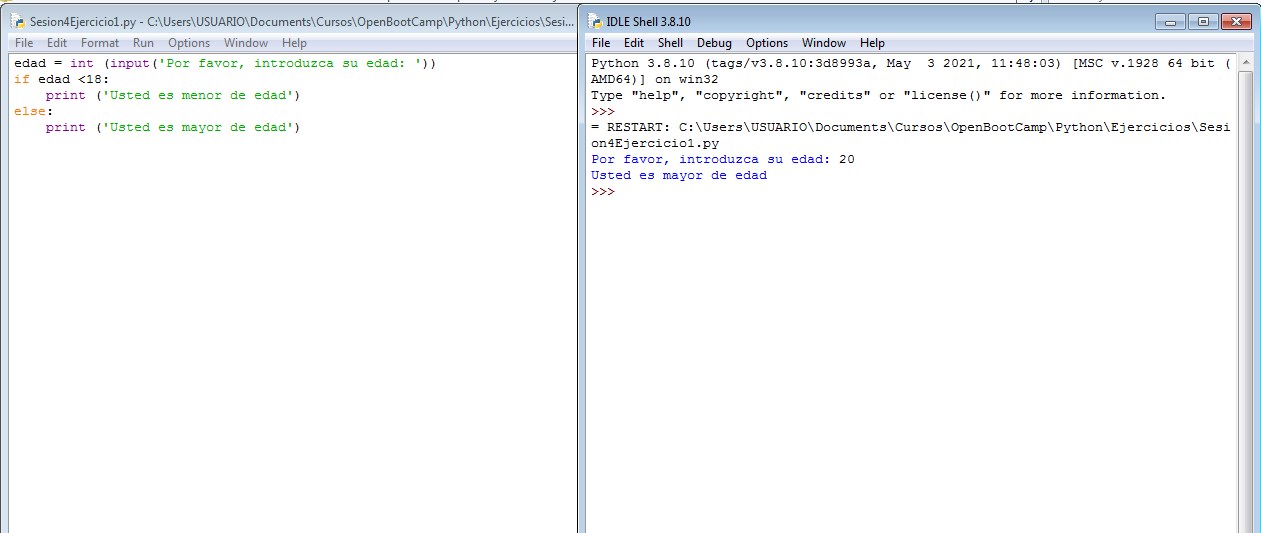 Sesion4Ejercicio1.py - C:\Users\USUARIO\Documents\Cursos\OpenBootCamp\Python\Ejercicios\Sesi...
File Edit Format Run Options Window Help
edad = int (input('Por favor, introduzca su edad: '))
if edad <18:
    print ('Usted es menor de edad')
else:
    print ('Usted es mayor de edad')
IDLE Shell 3.8.10
File Edit Shell Debug Options Window Help
Python 3.8.10 (tags/v3.8.10:3d8993a, May  3 2021, 11:48:03) [MSC v.1928 64 bit (
AMD64)] on win32
Type "help", "copyright", "credits" or "license()" for more information.
>>>
= RESTART: C:\Users\USUARIO\Documents\Cursos\OpenBootCamp\Python\Ejercicios\Sesi
on4Ejercicio1.py
Por favor, introduzca su edad: 20
Usted es mayor de edad
>>>